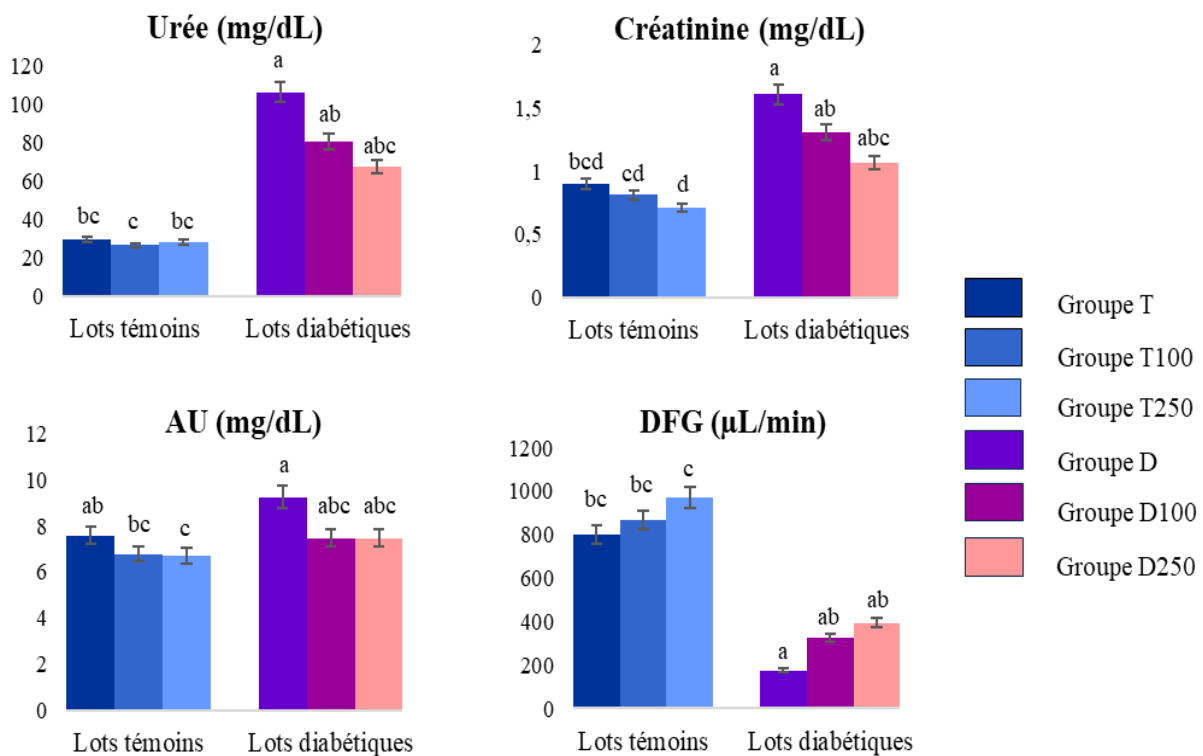 Urée (mg/dL)
120
100
80
60
40
20
0
bc
c
bc
a
ab
abc
Lots témoins
Lots diabétiques
Créatinine (mg/dL)
2
1,5
1
0,5
0
bcd
cd
d
a
ab
abc
Lots témoins
Lots diabétiques
AU (mg/dL)
12
10
8
6
4
2
0
ab
bc
c
a
abc
abc
Lots témoins
Lots diabétiques
DFG (µL/min)
1200
1000
800
600
400
200
0
bc
bc
c
a
ab
ab
Lots témoins
Lots diabétiques
Groupe T
Groupe T100
Groupe T250
Groupe D
Groupe D100
Groupe D250